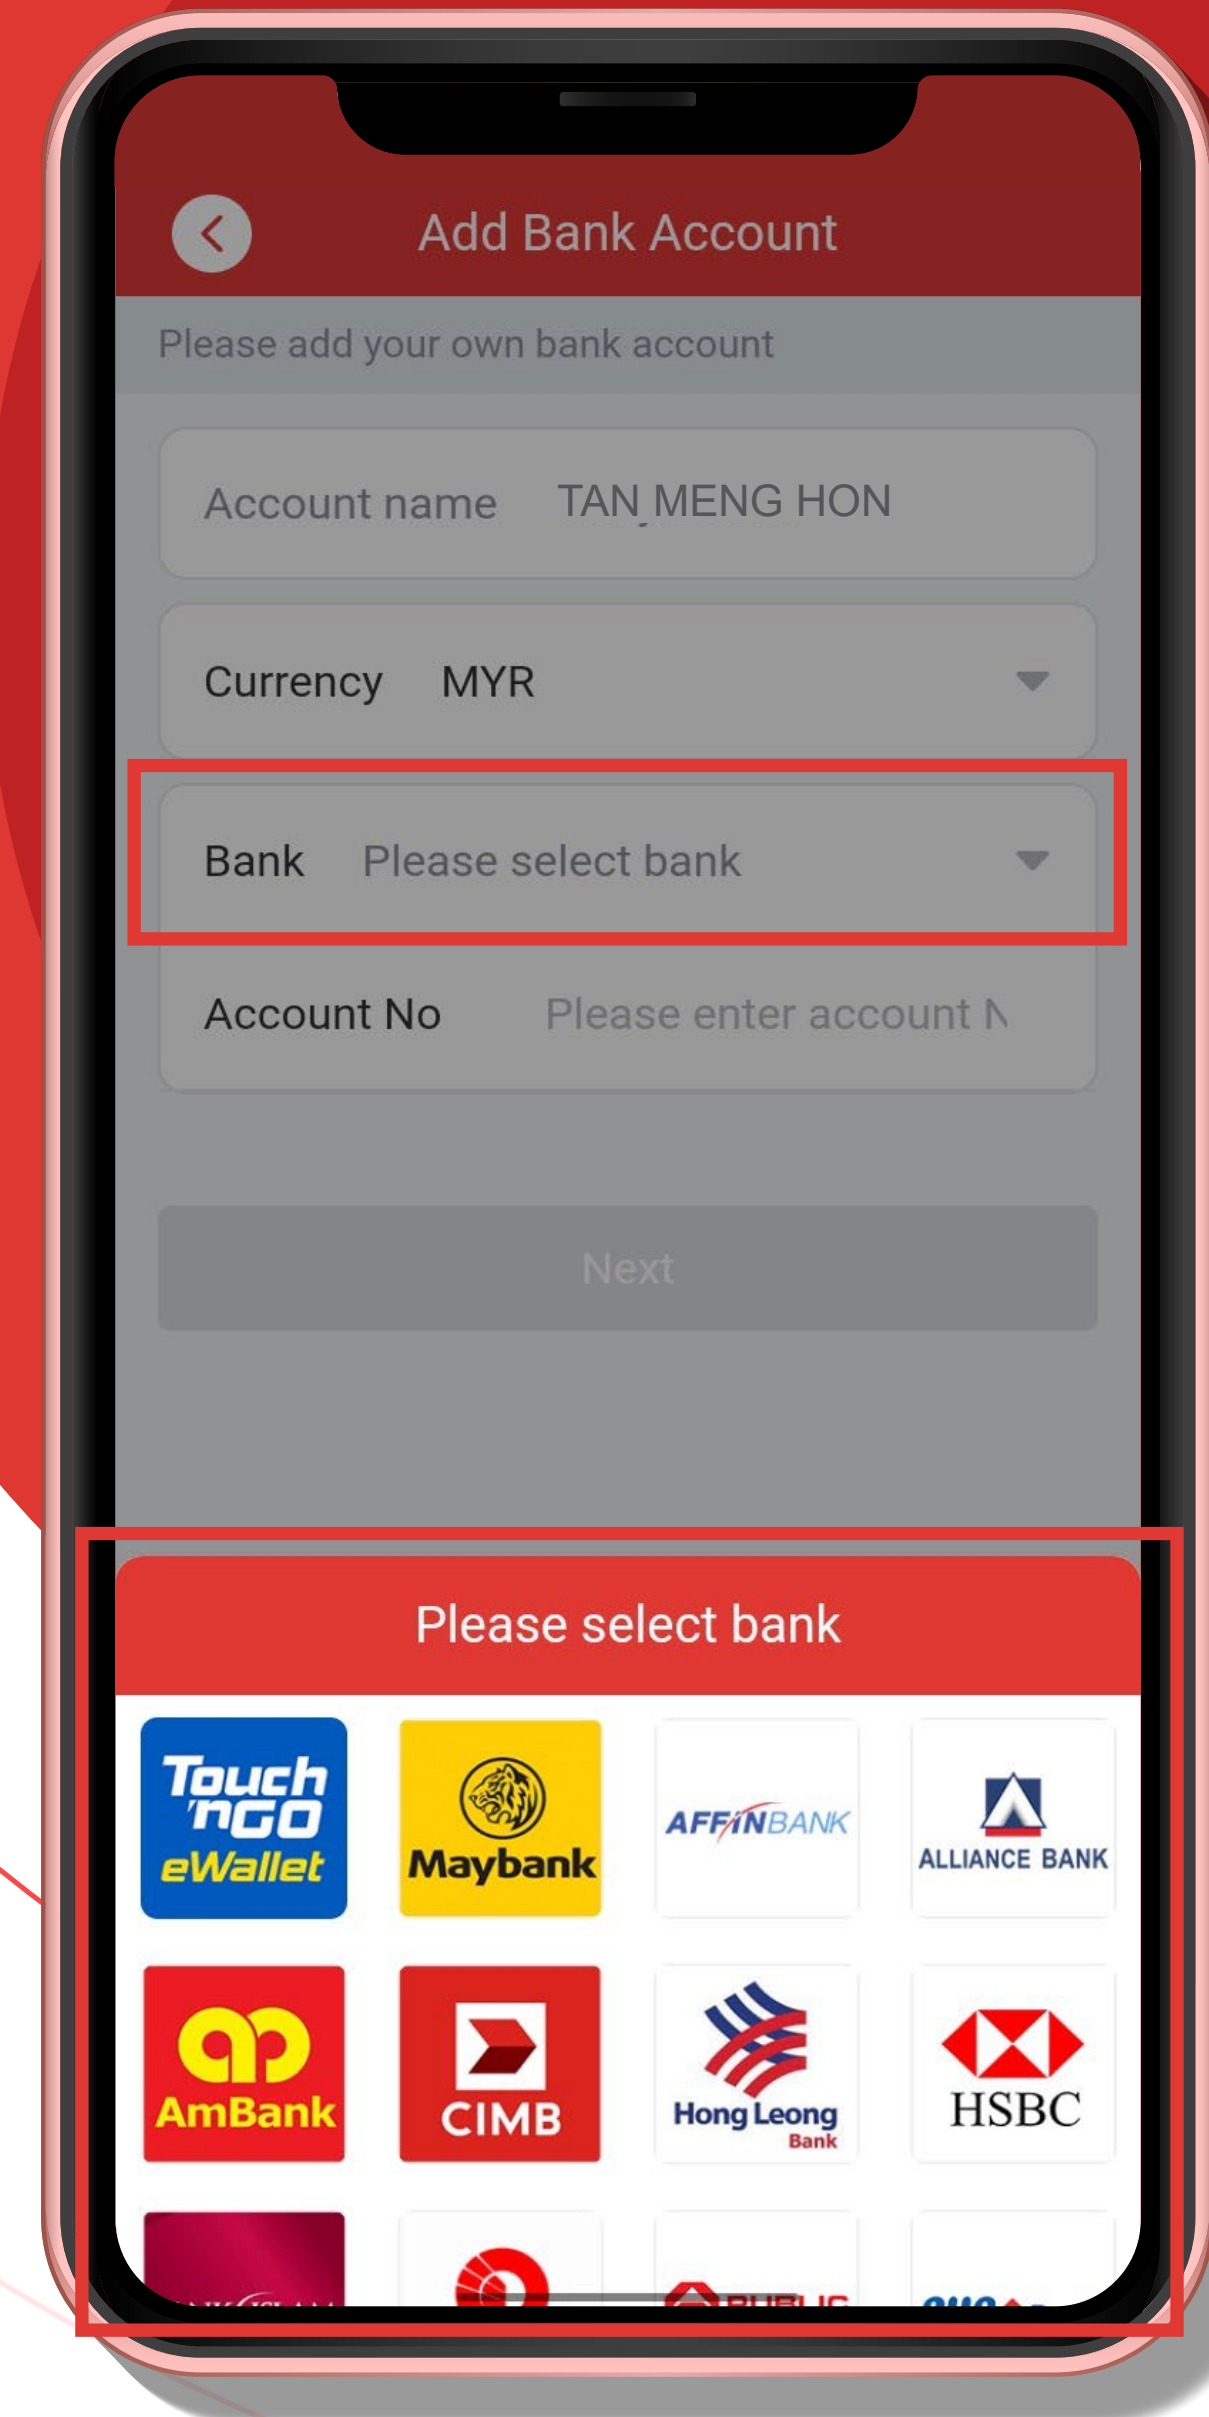 Add Bank Account
Please add your own bank account
Account name TAN MENG HON
Currency MYR
Bank Please select bank
Account No Please enter account N
Next
Please select bank
Touch 'nGO eWallet
Maybank
AFFINBANK
ALLIANCE BANK
AmBank
CIMB
Hong Leong Bank
HSBC
PUBLIC